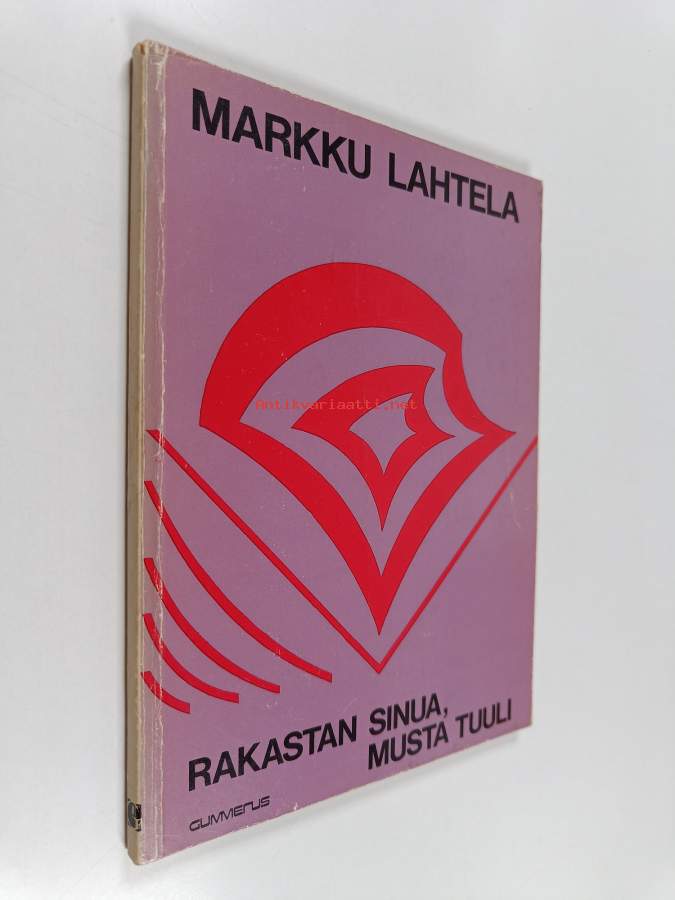 MARKKU LAHTELA
Antikvariaatti.net
RAKASTAN SINUA,
MUSTA TUULI
GUMMERUS